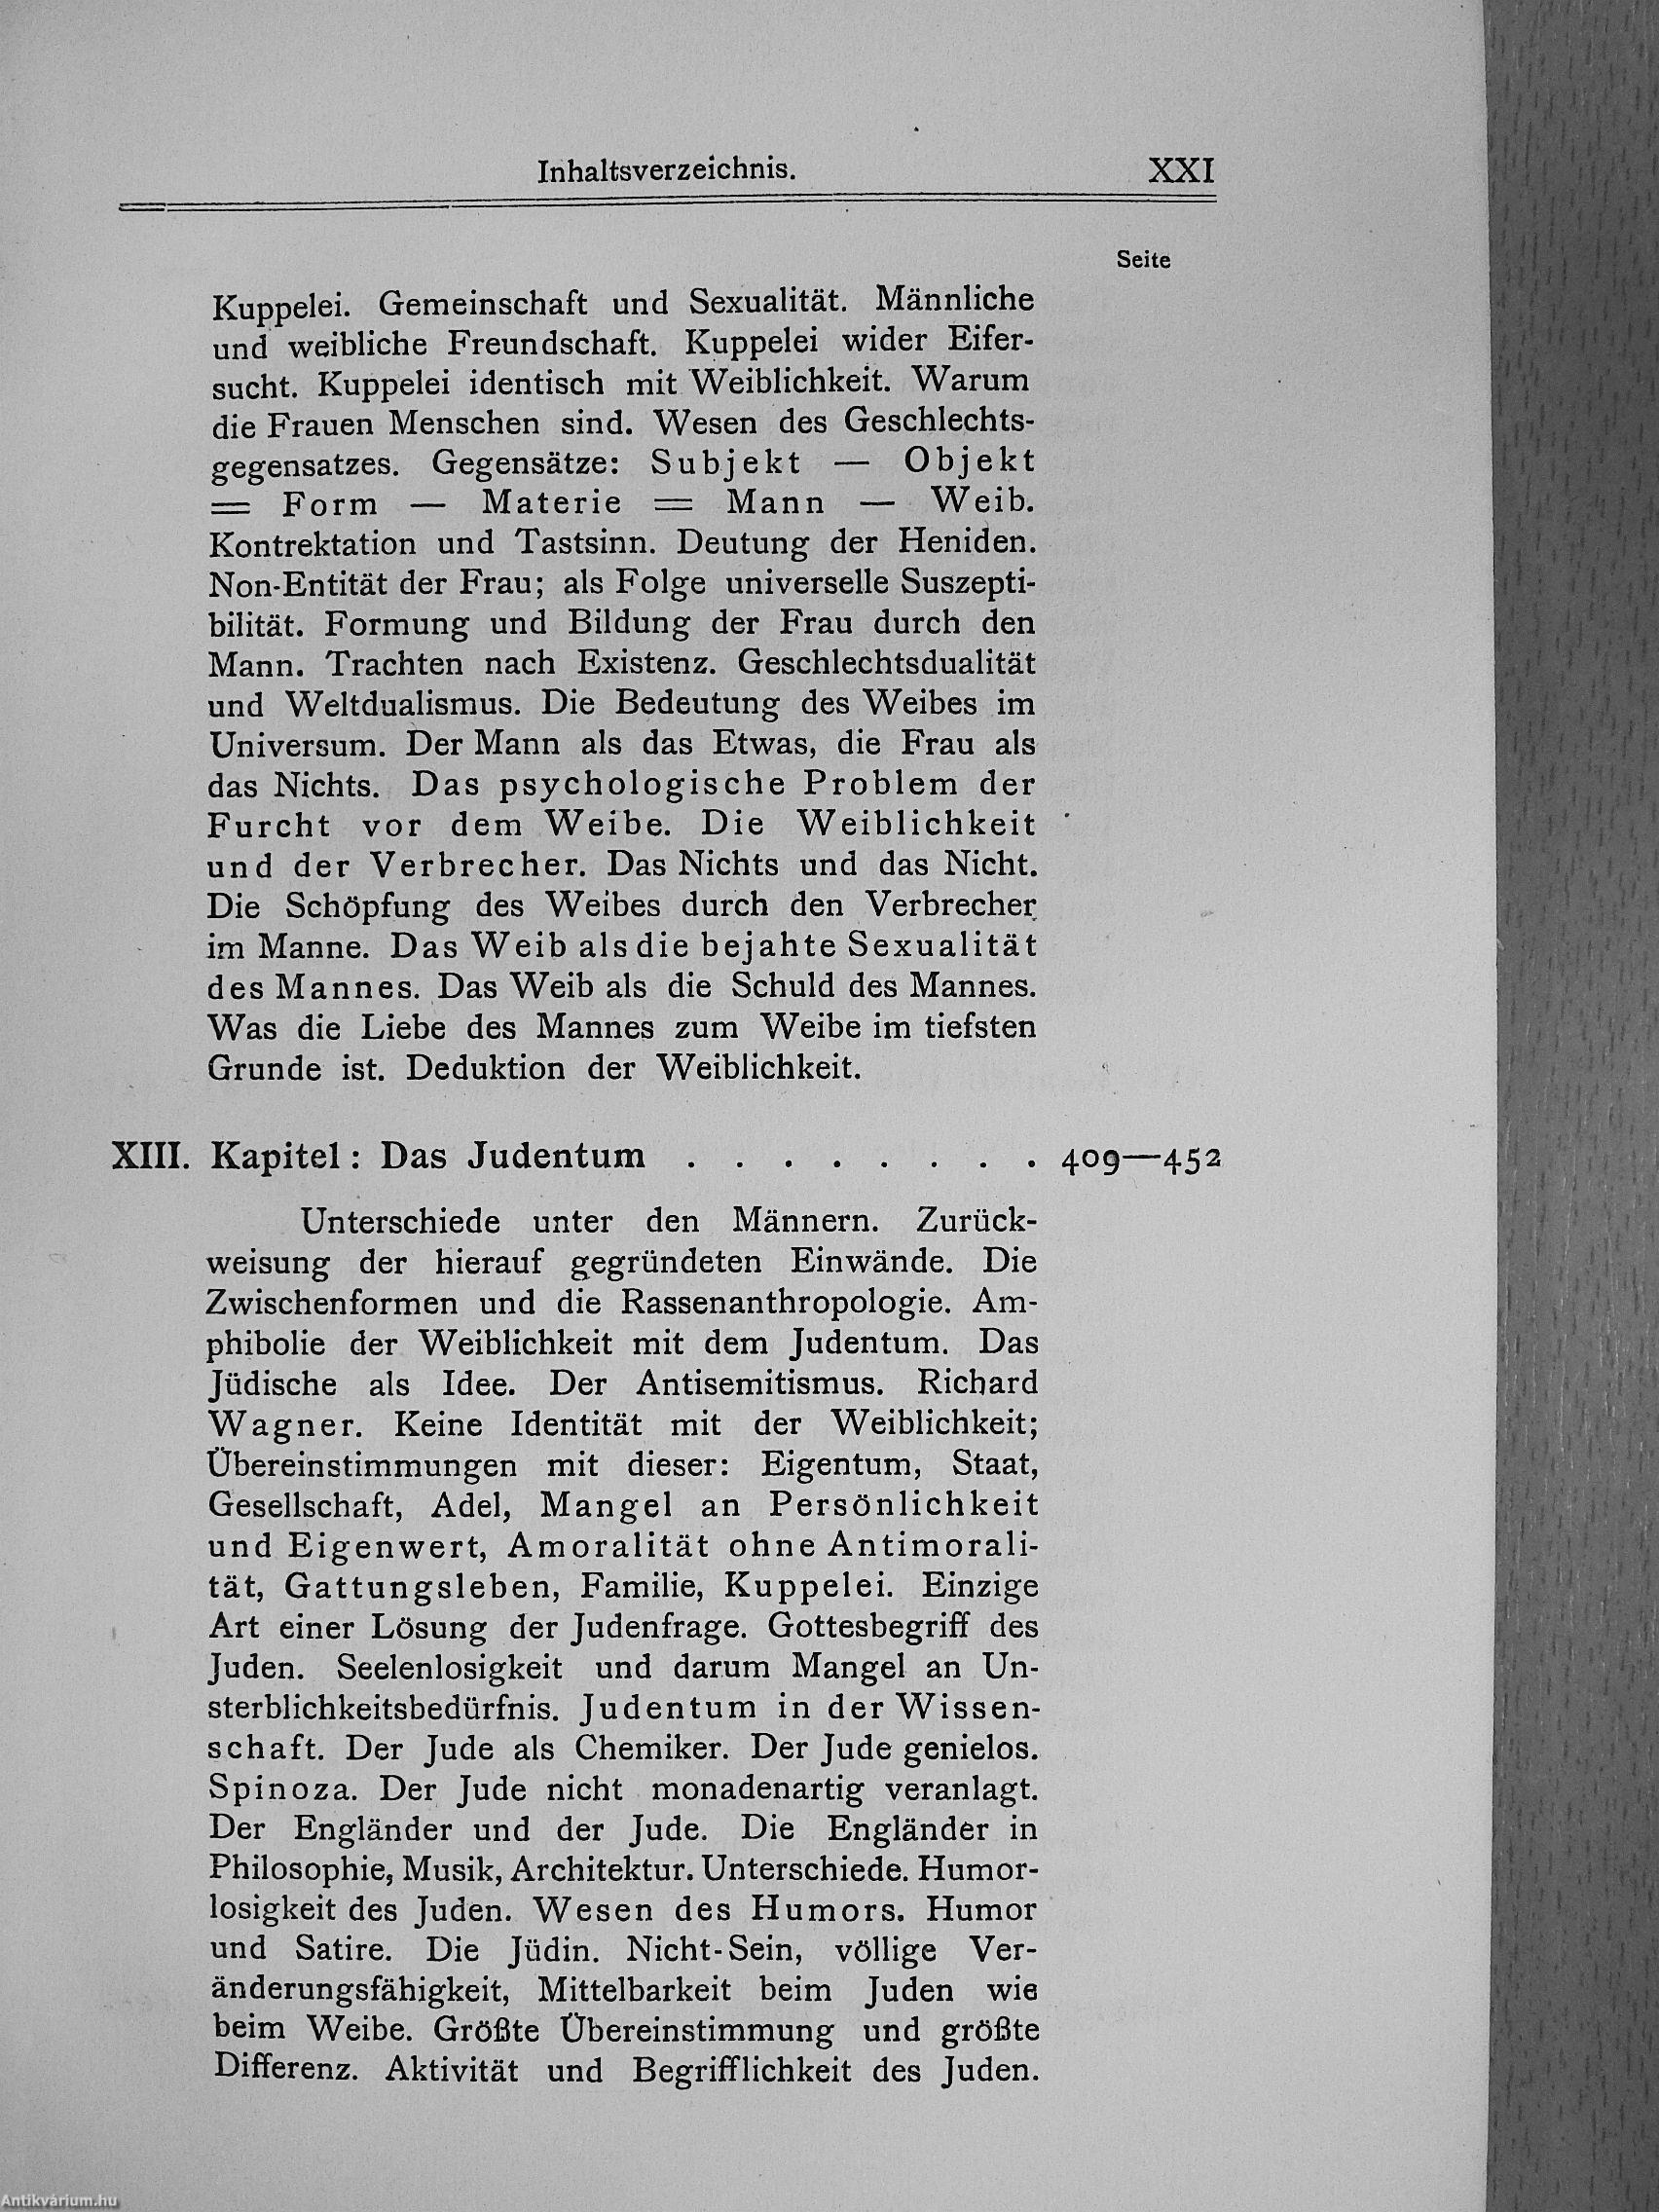 Inhaltsverzeichnis. XXI
Seite
Kuppelei. Gemeinschaft und Sexualität. Männliche
und weibliche Freundschaft. Kuppelei wider Eifer-
sucht. Kuppelei identisch mit Weiblichkeit. Warum
die Frauen Menschen sind. Wesen des Geschlechts-
gegensatzes. Gegensätze: Subjekt — Objekt
= Form — Materie = Mann — Weib.
Kontrektation und Tastsinn. Deutung der Heniden.
Non-Entität der Frau; als Folge universelle Suszepti-
bilität. Formung und Bildung der Frau durch den
Mann. Trachten nach Existenz. Geschlechtsdualität
und Weltdualismus. Die Bedeutung des Weibes im
Universum. Der Mann als das Etwas, die Frau als
das Nichts. Das psychologische Problem der
Furcht vor dem Weibe. Die Weiblichkeit
und der Verbrecher. Das Nichts und das Nicht.
Die Schöpfung des Weibes durch den Verbrecher
im Manne. Das Weib als die bejahte Sexualität
des Mannes. Das Weib als die Schuld des Mannes.
Was die Liebe des Mannes zum Weibe im tiefsten
Grunde ist. Deduktion der Weiblichkeit.
XIII. Kapitel: Das Judentum . . . . . . . . 409—452
Unterschiede unter den Männern. Zurück-
weisung der hierauf gegründeten Einwände. Die
Zwischenformen und die Rassenanthropologie. Am-
phibolie der Weiblichkeit mit dem Judentum. Das
Jüdische als Idee. Der Antisemitismus. Richard
Wagner. Keine Identität mit der Weiblichkeit;
Übereinstimmungen mit dieser: Eigentum, Staat,
Gesellschaft, Adel, Mangel an Persönlichkeit
und Eigenwert, Amoralität ohne Antimorali-
tät, Gattungsleben, Familie, Kuppelei. Einzige
Art einer Lösung der Judenfrage. Gottesbegriff des
Juden. Seelenlosigkeit und darum Mangel an Un-
sterblichkeitsbedürfnis. Judentum in der Wissen-
schaft. Der Jude als Chemiker. Der Jude genielos.
Spinoza. Der Jude nicht monadenartig veranlagt.
Der Engländer und der Jude. Die Engländer in
Philosophie, Musik, Architektur. Unterschiede. Humor-
losigkeit des Juden. Wesen des Humors. Humor
und Satire. Die Jüdin. Nicht-Sein, völlige Ver-
änderungsfähigkeit, Mittelbarkeit beim Juden wie
beim Weibe. Größte Übereinstimmung und größte
Differenz. Aktivität und Begrifflichkeit des Juden.
Antikvárium.hu